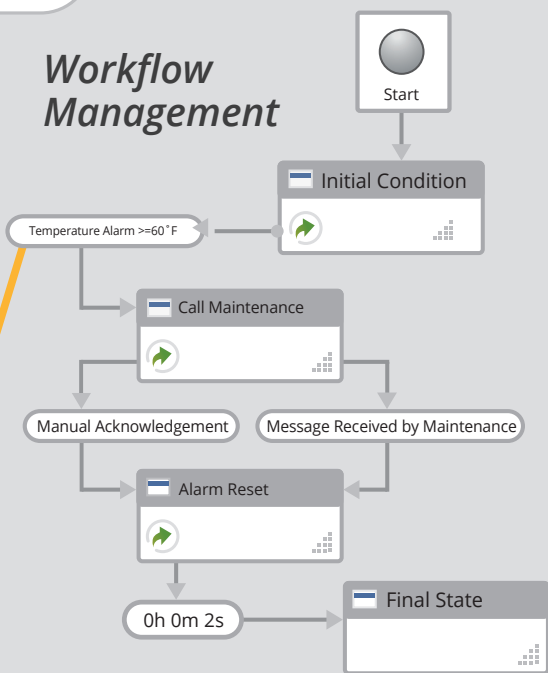 Workflow
Management
Start
Initial Condition
Temperature Alarm >=60˚F
Call Maintenance
Manual Acknowledgement
Message Received by Maintenance
Alarm Reset
0h 0m 2s
Final State